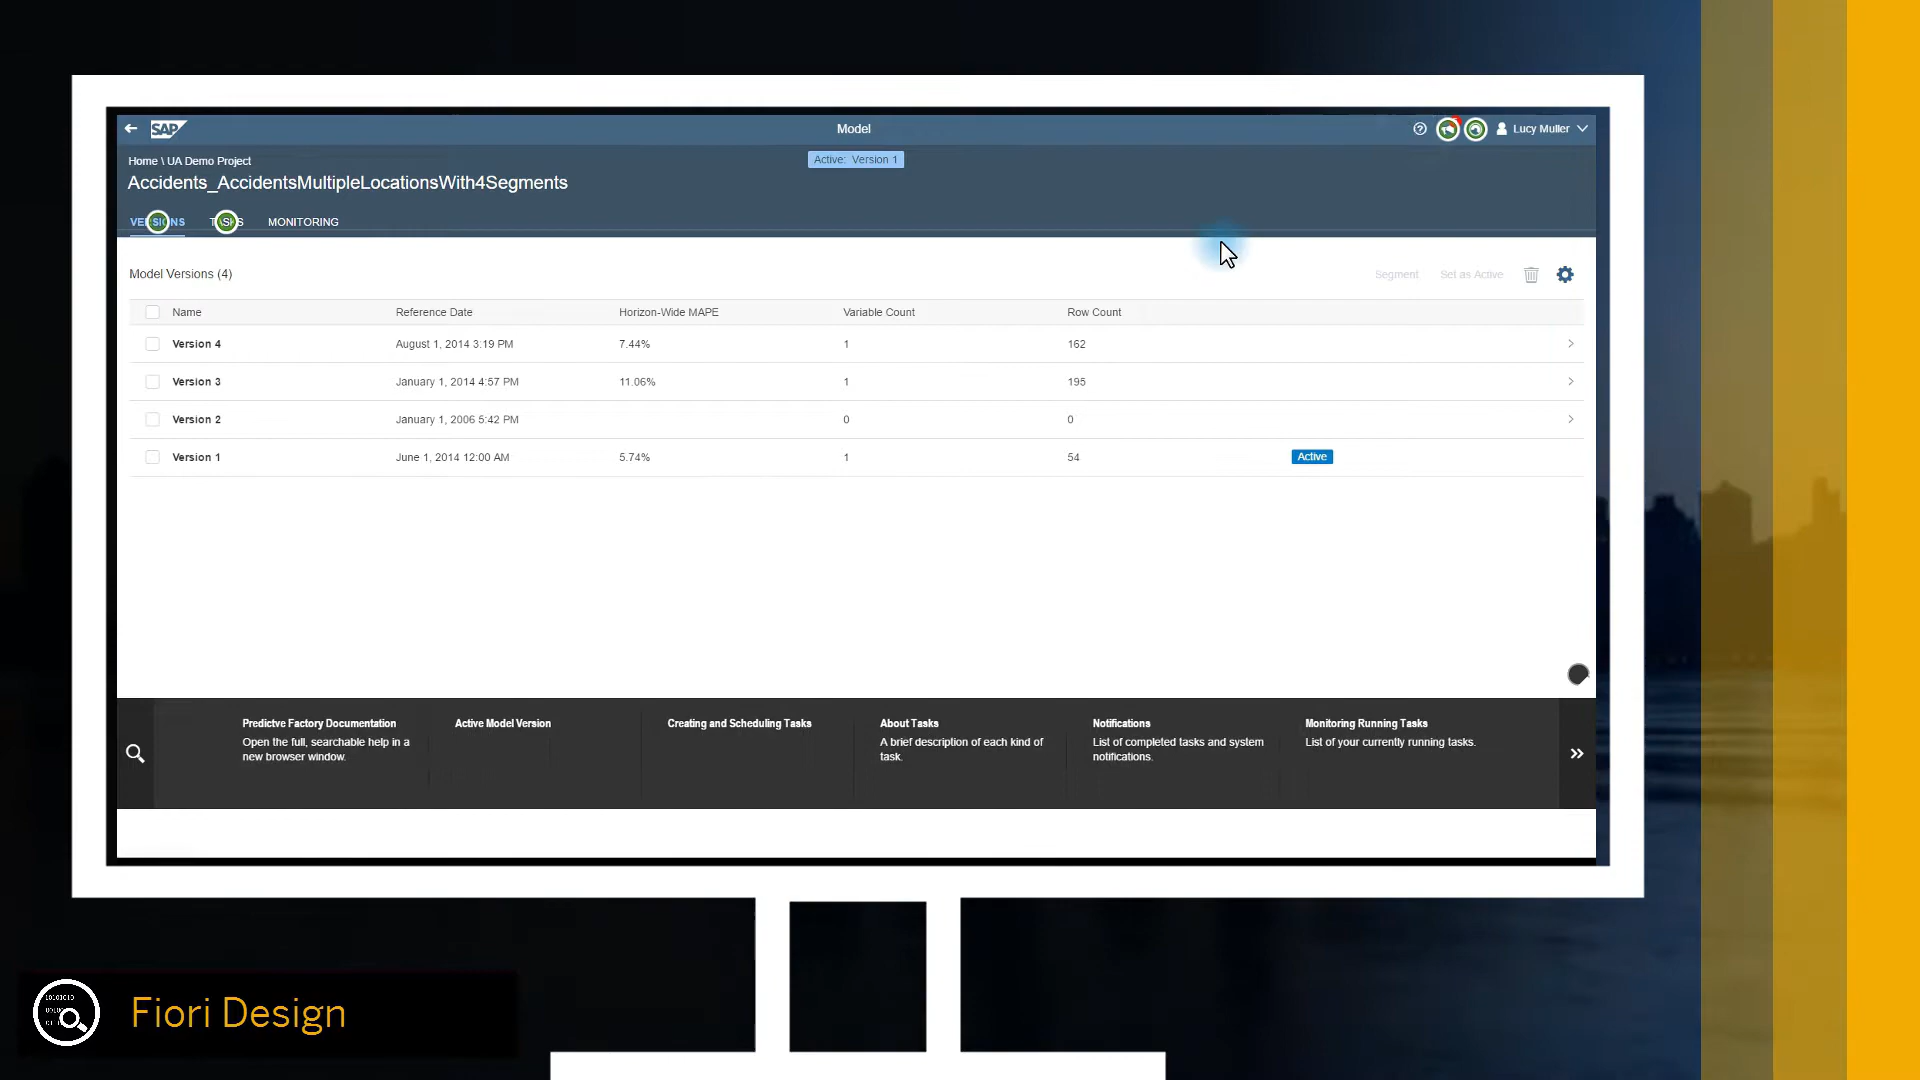 SAP
Model
Lucy Muller
Home \ UA Demo Project
Active: Version 1
Accidents_AccidentsMultipleLocationsWith4Segments
VERSIONS TASKS MONITORING
Model Versions (4)
Segment Set as Active
Name Reference Date Horizon-Wide MAPE Variable Count Row Count
Version 4 August 1, 2014 3:19 PM 7.44% 1 162
Version 3 January 1, 2014 4:57 PM 11.06% 1 195
Version 2 January 1, 2006 5:42 PM 0 0
Version 1 June 1, 2014 12:00 AM 5.74% 1 54 Active
Predictve Factory Documentation
Open the full, searchable help in a
new browser window.
Active Model Version
Creating and Scheduling Tasks
About Tasks
A brief description of each kind of
task.
Notifications
List of completed tasks and system
notifications.
Monitoring Running Tasks
List of your currently running tasks.
Fiori Design